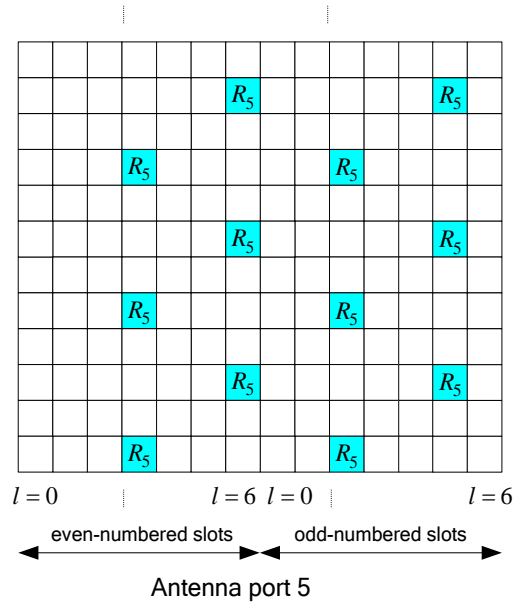 R5 R5
R5 R5
R5 R5
R5 R5
R5 R5
R5 R5
l = 0 l = 6 l = 0 l = 6
even-numbered slots odd-numbered slots
Antenna port 5